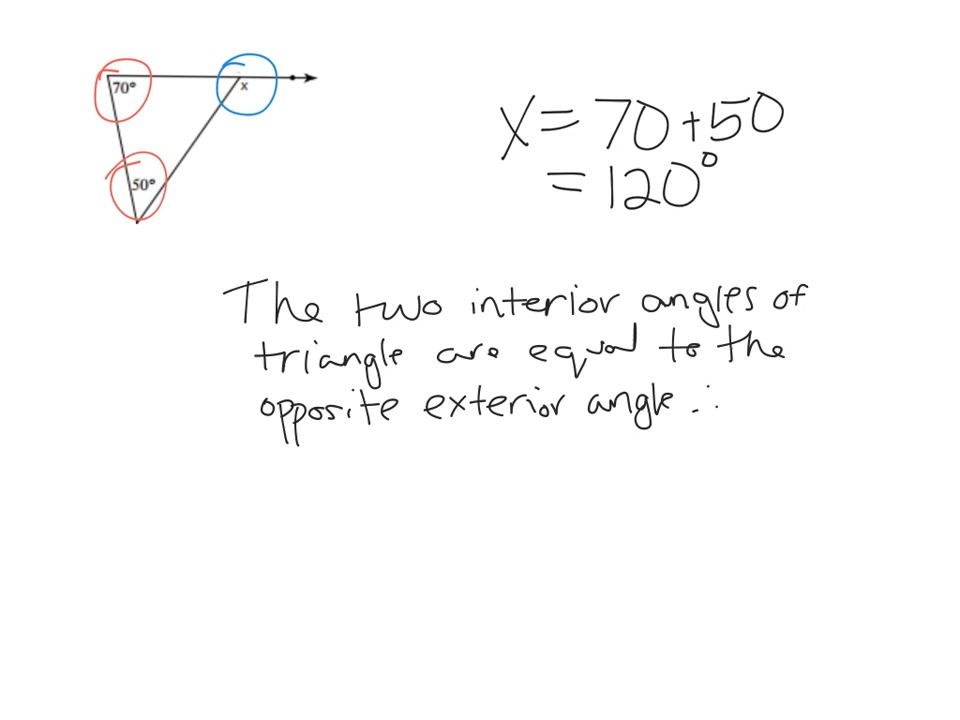 70°
x
50°
X = 70 + 50
= 120°
The two interior angles of
triangle are equal to the
opposite exterior angle ∴